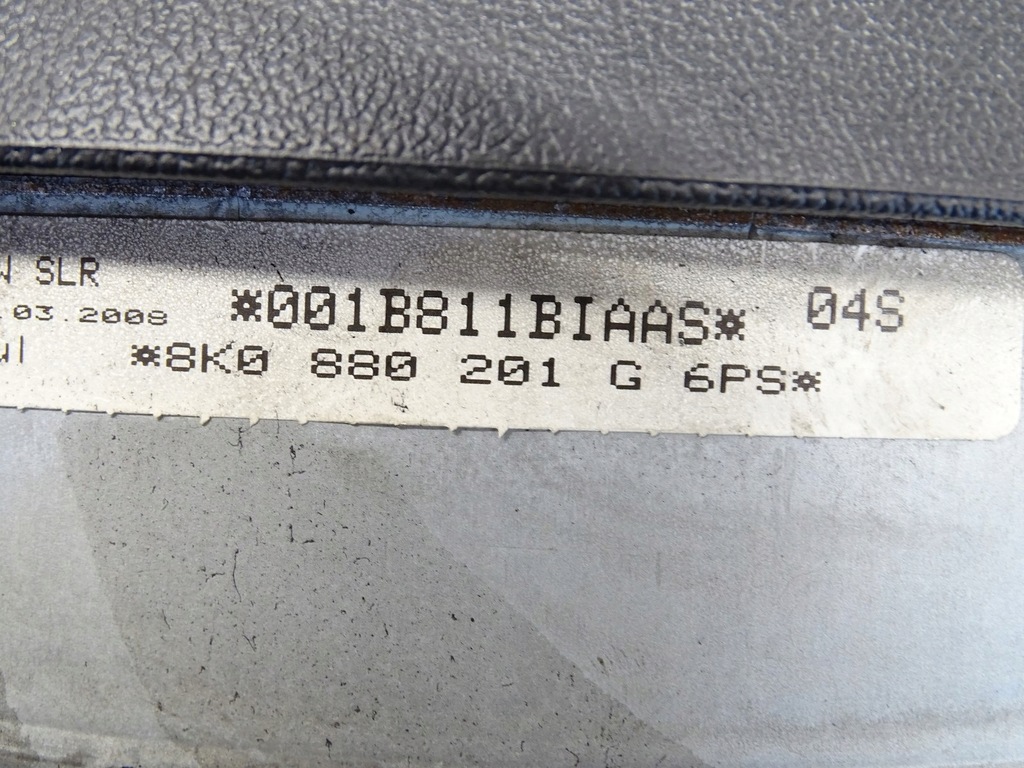 SLR
.03.2008
*001B811BIAAS* 04S
*8K0 880 201 G 6PS*